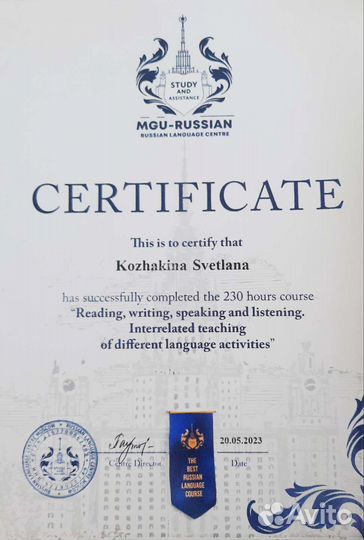 STUDY
AND
ASSISTANCE
MGU-RUSSIAN
RUSSIAN LANGUAGE CENTRE
CERTIFICATE
This is to certify that
Kozhakina Svetlana
has successfully completed the 230 hours course
“Reading, writing, speaking and listening.
Interrelated teaching
of different language activities”
20.05.2023
Centre Director
Date
THE
BEST
RUSSIAN
LANGUAGE
COURSE
Avito